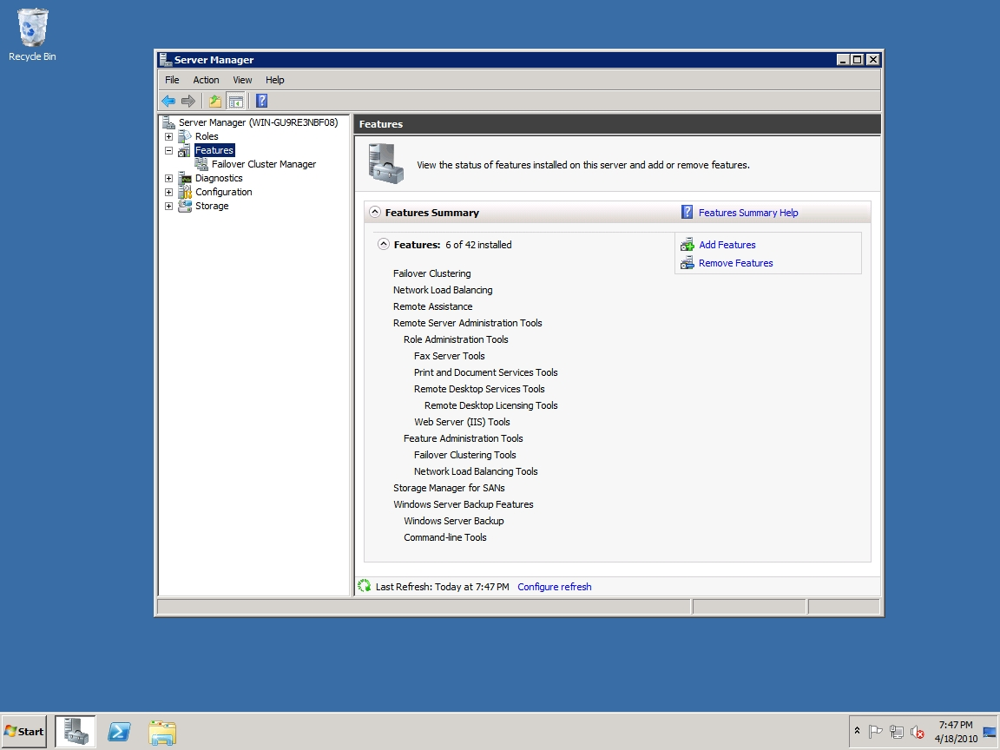 Recycle Bin
Server Manager
File Action View Help
Server Manager (WIN-GU9RE3NBF08)
Roles
Features
Failover Cluster Manager
Diagnostics
Configuration
Storage
Features
View the status of features installed on this server and add or remove features.
Features Summary
Features Summary Help
Features: 6 of 42 installed
Add Features
Remove Features
Failover Clustering
Network Load Balancing
Remote Assistance
Remote Server Administration Tools
Role Administration Tools
Fax Server Tools
Print and Document Services Tools
Remote Desktop Services Tools
Remote Desktop Licensing Tools
Web Server (IIS) Tools
Feature Administration Tools
Failover Clustering Tools
Network Load Balancing Tools
Storage Manager for SANs
Windows Server Backup Features
Windows Server Backup
Command-line Tools
Last Refresh: Today at 7:47 PM Configure refresh
Start
7:47 PM
4/18/2010